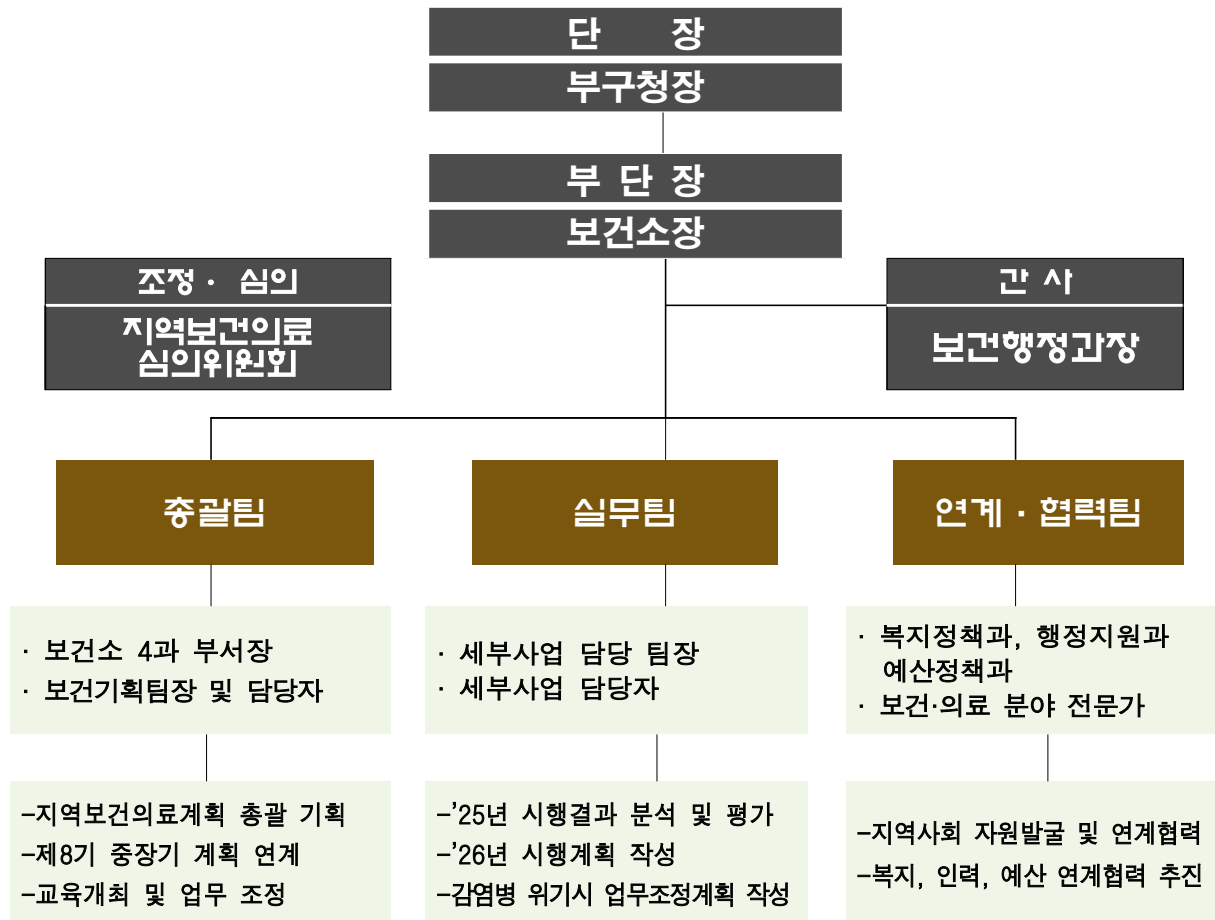 단 장
부구청장
부 단 장
보건소장
조정· 심의
지역보건의료
심의위원회
간 사
보건행정과장
총괄팀
실무팀
연계·협력팀
· 보건소 4과 부서장
· 보건기획팀장 및 담당자
· 세부사업 담당 팀장
· 세부사업 담당자
· 복지정책과, 행정지원과
예산정책과
· 보건·의료 분야 전문가
-지역보건의료계획 총괄 기획
-제8기 중장기 계획 연계
-교육개최 및 업무 조정
-’25년 시행결과 분석 및 평가
-’26년 시행계획 작성
-감염병 위기시 업무조정계획 작성
-지역사회 자원발굴 및 연계협력
-복지, 인력, 예산 연계협력 추진